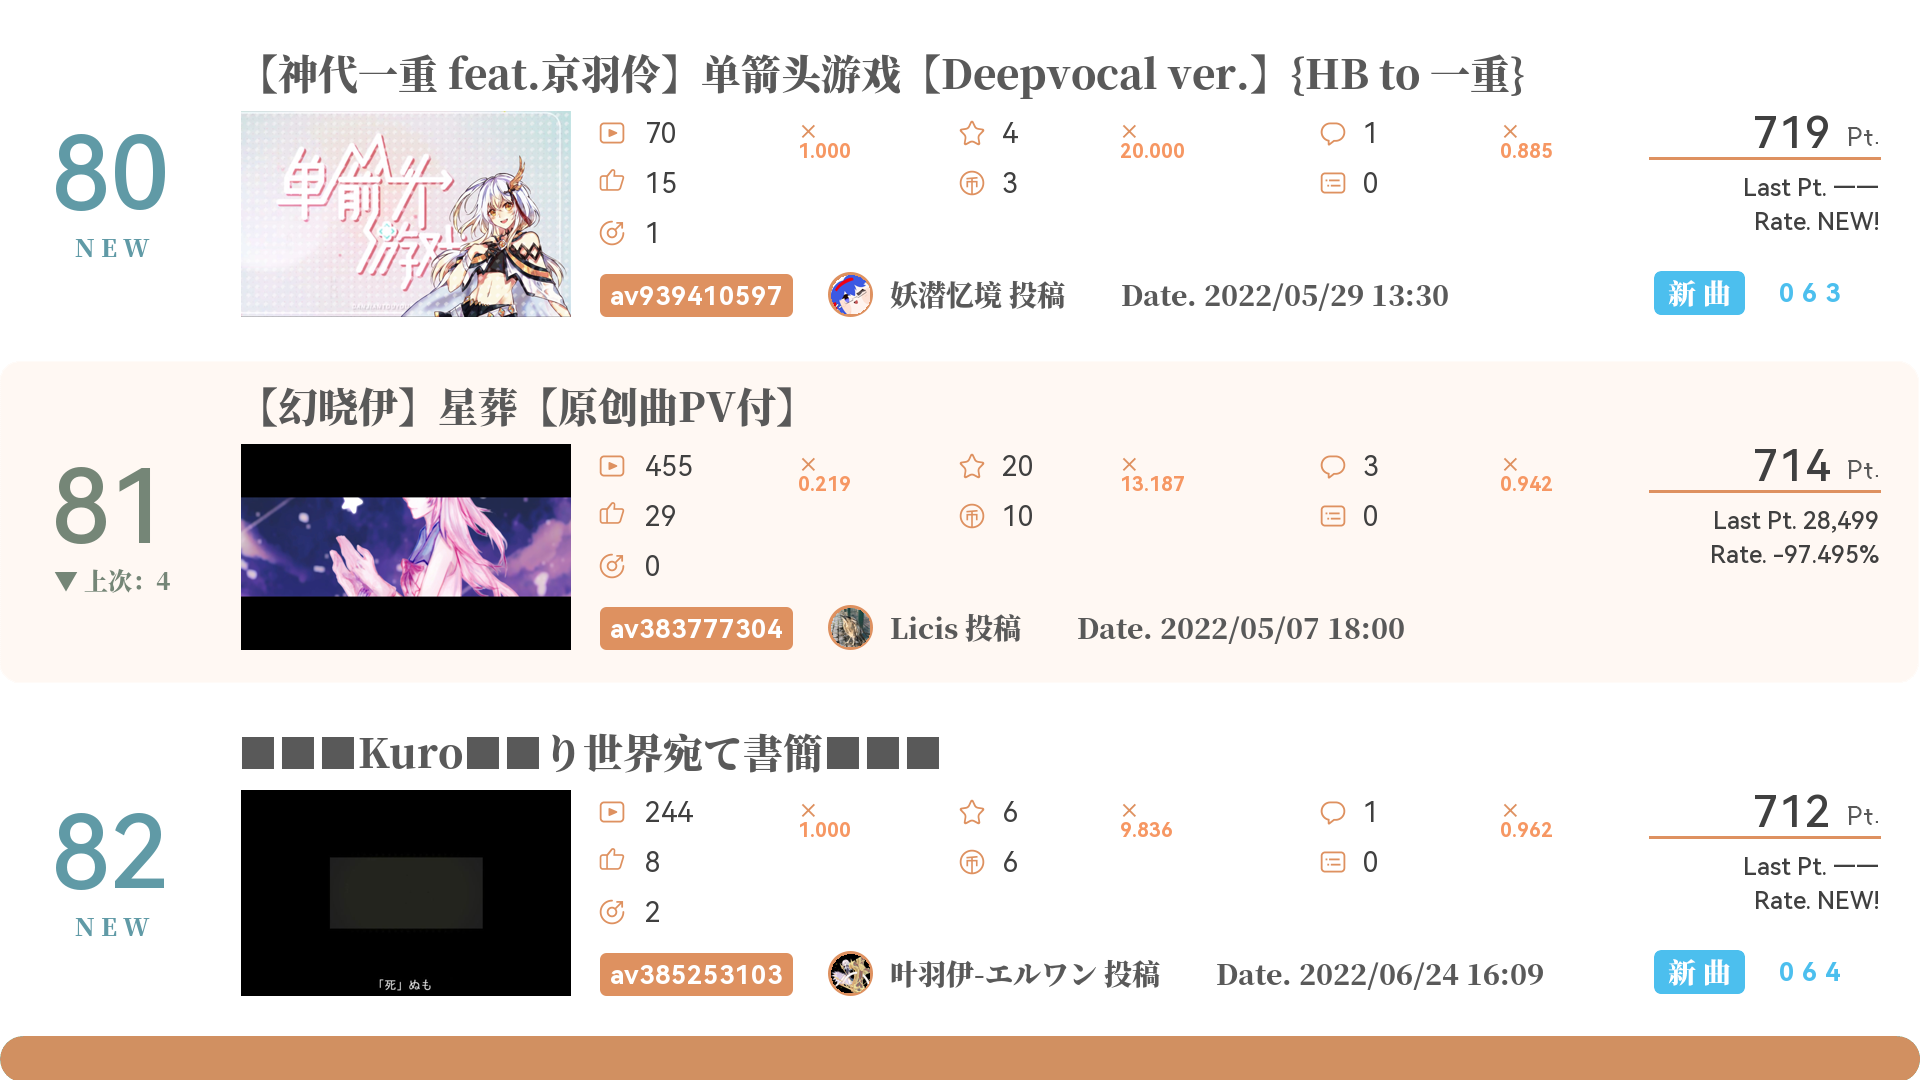 【神代一重 feat.京羽伶】单箭头游戏【Deepvocal ver.】{HB to 一重}
80
NEW
单箭头
游戏
70 × 1.000 4 × 20.000 1 × 0.885
15 3 0
1
719 Pt.
Last Pt. ——
Rate. NEW!
av939410597 妖潜忆境 投稿 Date. 2022/05/29 13:30 新曲 063
【幻晓伊】星葬【原创曲PV付】
81
▼上次：4
455 × 0.219 20 × 13.187 3 × 0.942
29 10 0
0
714 Pt.
Last Pt. 28,499
Rate. -97.495%
av383777304 Licis 投稿 Date. 2022/05/07 18:00
■■■Kuro■■り世界宛て書簡■■■
82
NEW
「死」ぬも
244 × 1.000 6 × 9.836 1 × 0.962
8 6 0
2
712 Pt.
Last Pt. ——
Rate. NEW!
av385253103 叶羽伊-エルワン 投稿 Date. 2022/06/24 16:09 新曲 064